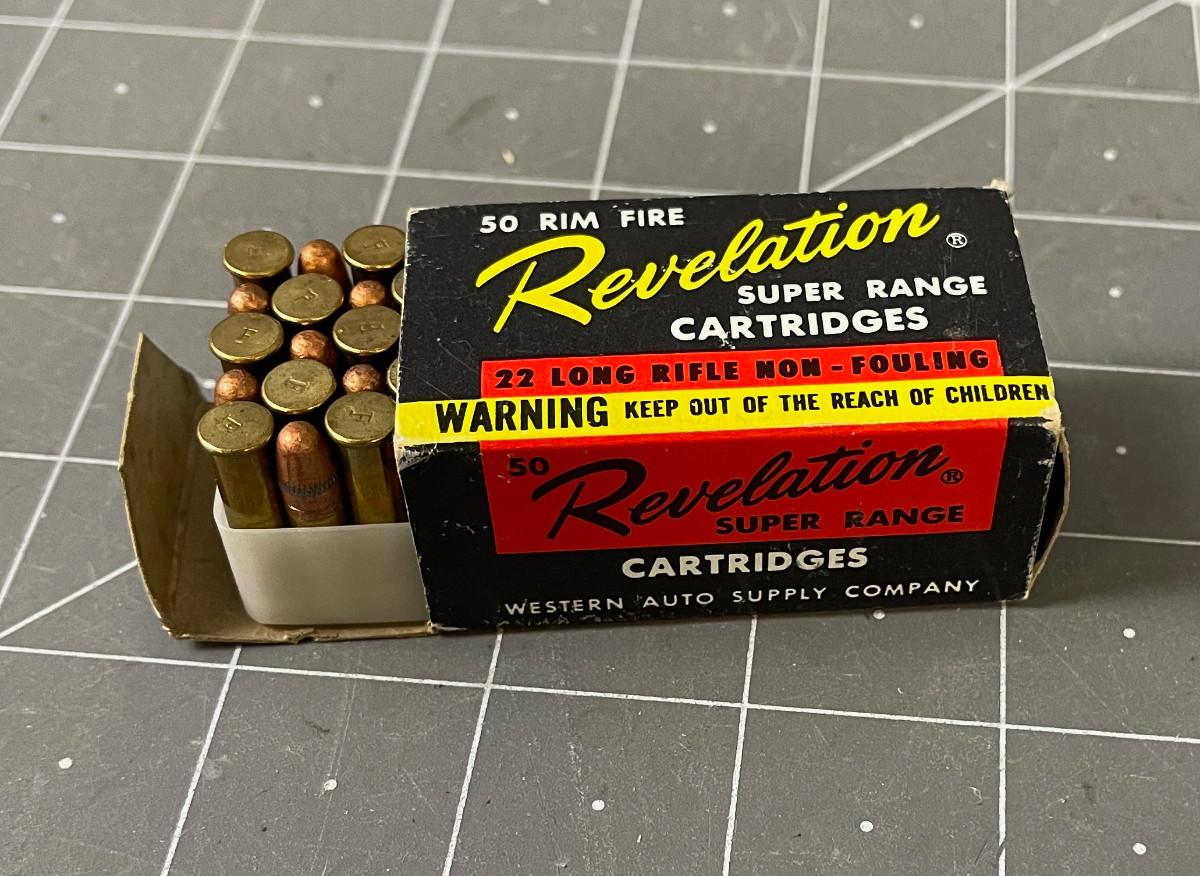 50 RIM FIRE
Revelation ®
SUPER RANGE
CARTRIDGES
22 LONG RIFLE NON-FOULING
WARNING KEEP OUT OF THE REACH OF CHILDREN
50 Revelation ®
SUPER RANGE
CARTRIDGES
WESTERN AUTO SUPPLY COMPANY